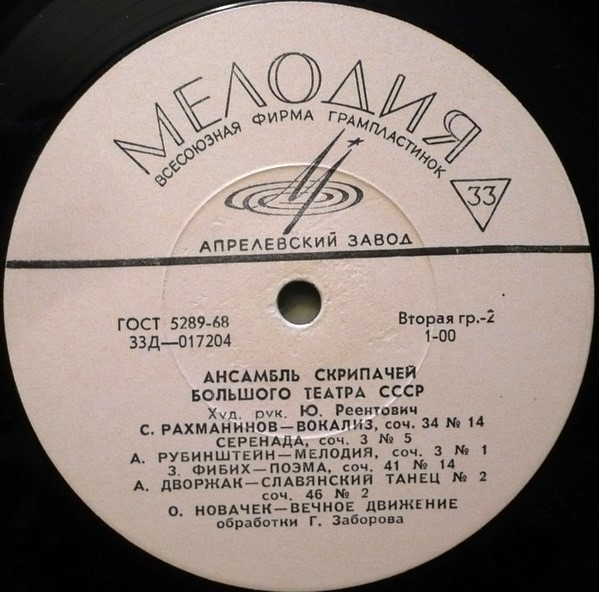 МЕЛОДИЯ
ВСЕСОЮЗНАЯ ФИРМА ГРАМПЛАСТИНОК
33
АПРЕЛЕВСКИЙ ЗАВОД
ГОСТ 5289-68
Вторая гр.-2
33Д—017204
1-00
АНСАМБЛЬ СКРИПАЧЕЙ
БОЛЬШОГО ТЕАТРА СССР
Худ. рук. Ю. Реентович
С. РАХМАНИНОВ—ВОКАЛИЗ, соч. 34 № 14
СЕРЕНАДА, соч. 3 № 5
А. РУБИНШТЕЙН—МЕЛОДИЯ, соч. 3 № 1
З. ФИБИХ—ПОЭМА, соч. 41 № 14
А. ДВОРЖАК—СЛАВЯНСКИЙ ТАНЕЦ № 2
соч. 46 № 2
О. НОВАЧЕК—ВЕЧНОЕ ДВИЖЕНИЕ
обработки Г. Заборова